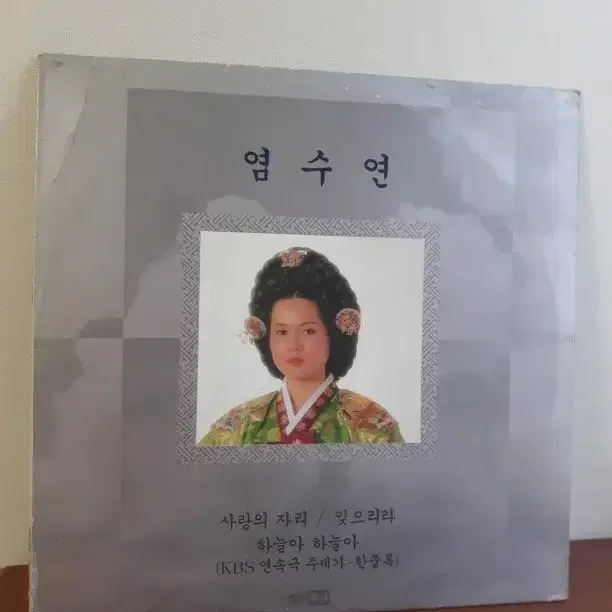 염 수 연
사랑의 자리 / 잊으리라
하늘아 하늘아
(KBS 연속극 주제가·한중록)